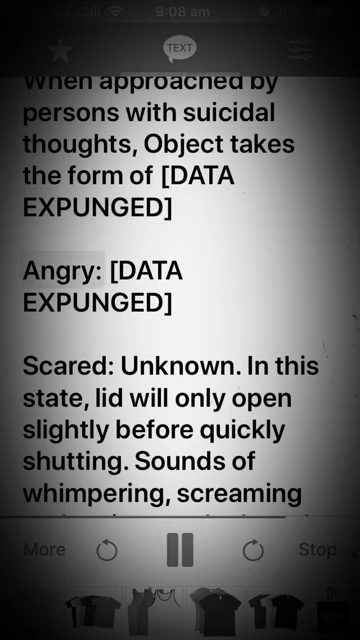 9:08 am
TEXT
When approached by
persons with suicidal
thoughts, Object takes
the form of [DATA
EXPUNGED]
Angry: [DATA
EXPUNGED]
Scared: Unknown. In this
state, lid will only open
slightly before quickly
shutting. Sounds of
whimpering, screaming
More
Stop